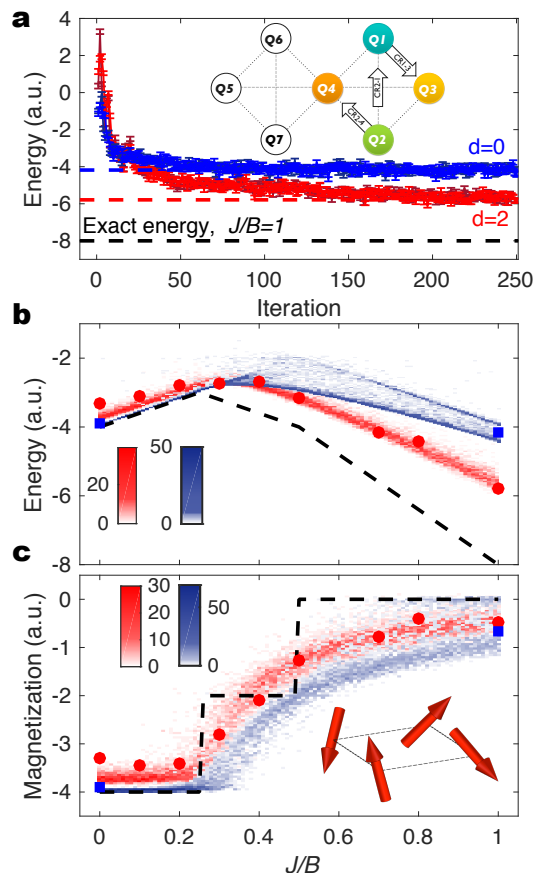 a
4
2
0
-2
-4
-6
-8
Energy (a.u.)
Q6
Q1
Q5
Q4
Q3
Q7
Q2
CR1-3
CR2-1
CR2-4
d=0
d=2
Exact energy, J/B=1
0
50
100
150
200
250
Iteration
b
-2
-4
-6
-8
Energy (a.u.)
40
20
0
50
0
c
0
-1
-2
-3
-4
Magnetization (a.u.)
30
20
10
0
50
0
0
0.2
0.4
0.6
0.8
1
J/B